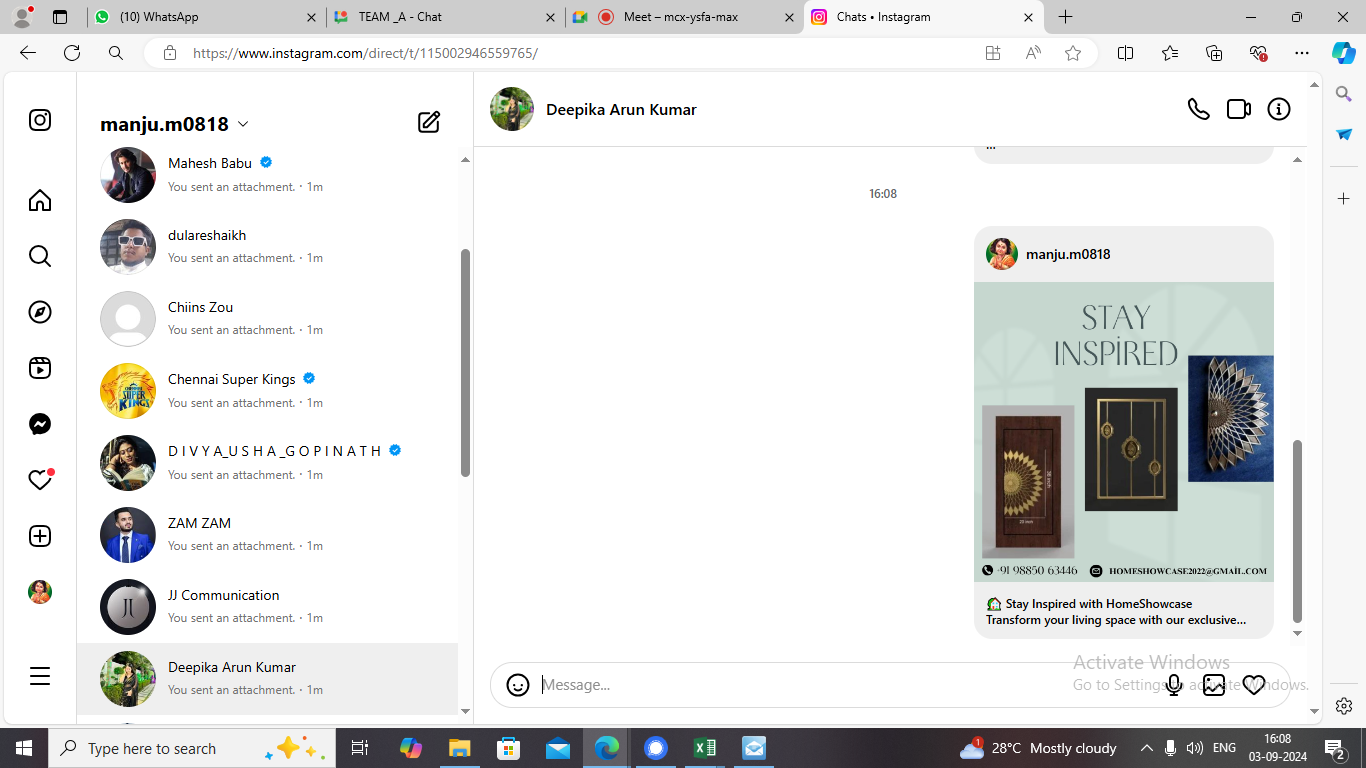 (10) WhatsApp
TEAM _A - Chat
Meet – mcx-ysfa-max
Chats • Instagram
https://www.instagram.com/direct/t/115002946559765/
manju.m0818
Mahesh Babu
You sent an attachment. · 1m
dulareshaikh
You sent an attachment. · 1m
Chiins Zou
You sent an attachment. · 1m
Chennai Super Kings
You sent an attachment. · 1m
D I V Y A_U S H A _G O P I N A T H
You sent an attachment. · 1m
ZAM ZAM
You sent an attachment. · 1m
JJ Communication
You sent an attachment. · 1m
Deepika Arun Kumar
You sent an attachment. · 1m
Deepika Arun Kumar
...
16:08
manju.m0818
STAY
INSPİRED
+91 98850 63446
HOMESHOWCASE2022@GMAİL.COM
Stay Inspired with HomeShowcase
Transform your living space with our exclusive...
Message...
Activate Windows
Go to Settings to activate Windows.
Type here to search
1
28°C Mostly cloudy
ENG
16:08
03-09-2024
2